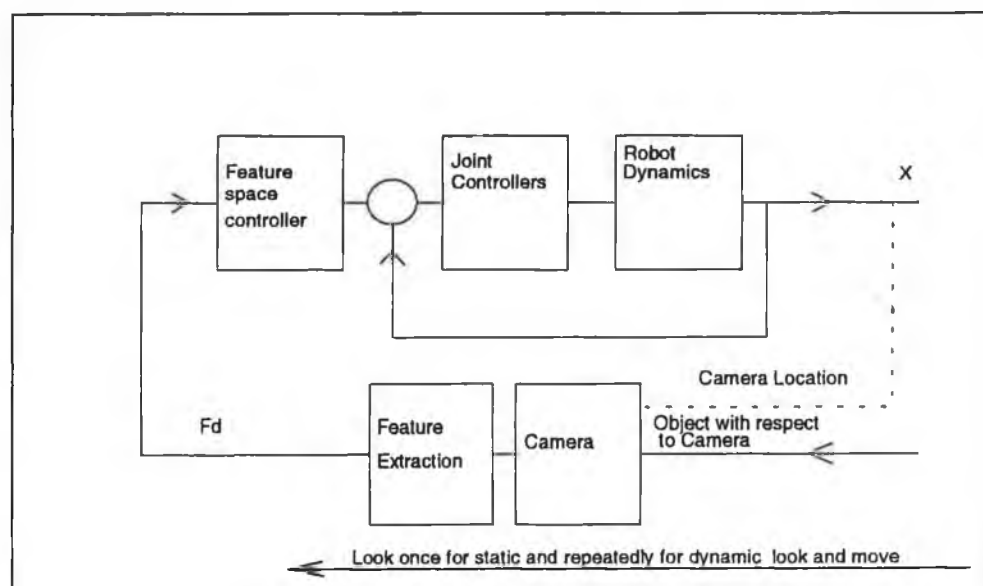 Feature
space
controller
Joint
Controllers
Robot
Dynamics
X
Camera Location
Fd
Feature
Extraction
Camera
Object with respect
to Camera
Look once for static and repeatedly for dynamic look and move